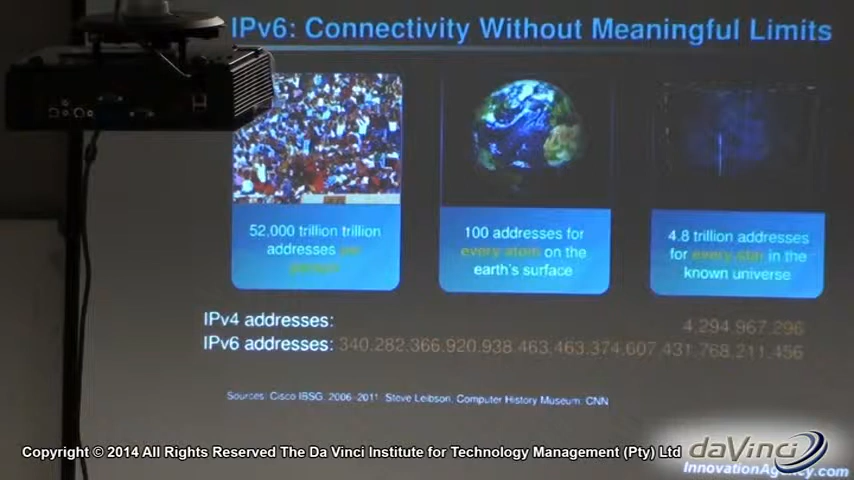 IPv6: Connectivity Without Meaningful Limits
52,000 trillion trillion
addresses per
person
100 addresses for
every atom on the
earth's surface
4.8 trillion addresses
for every star in the
known universe
IPv4 addresses: 4,294,967,296
IPv6 addresses: 340,282,366,920,938,463,463,374,607,431,768,211,456
Sources: Cisco IBSG, 2006-2011, Steve Leibson, Computer History Museum, CNN
Copyright © 2014 All Rights Reserved The Da Vinci Institute for Technology Management (Pty) Ltd
daVinci
InnovationAgency.com